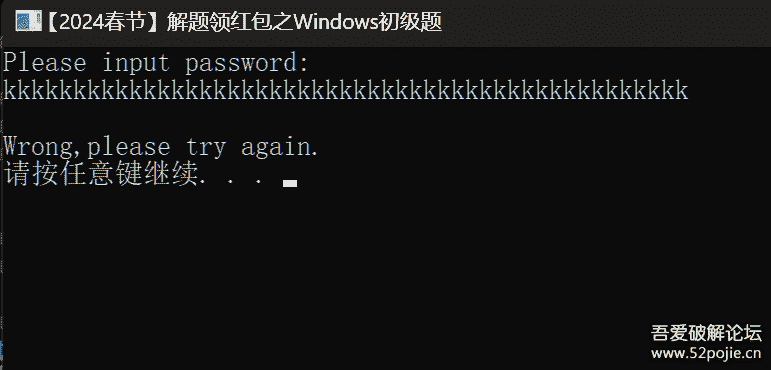 【2024春节】解题领红包之Windows初级题
Please input password:
kkkkkkkkkkkkkkkkkkkkkkkkkkkkkkkkkkkkkkkkkkkkkkkkk
Wrong,please try again.
请按任意键继续. . .
吾爱破解论坛
www.52pojie.cn